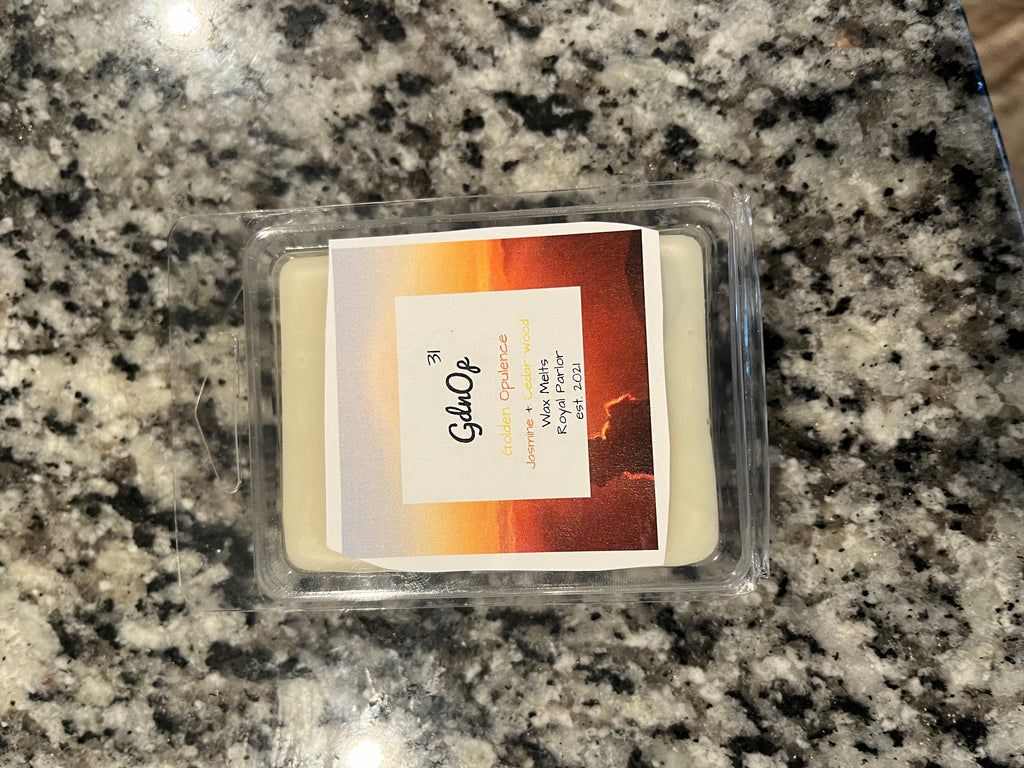 31
GdnOp
Golden Opulence
Jasmine + Cedar wood
Wax Melts
Royal Parlor
est. 2021